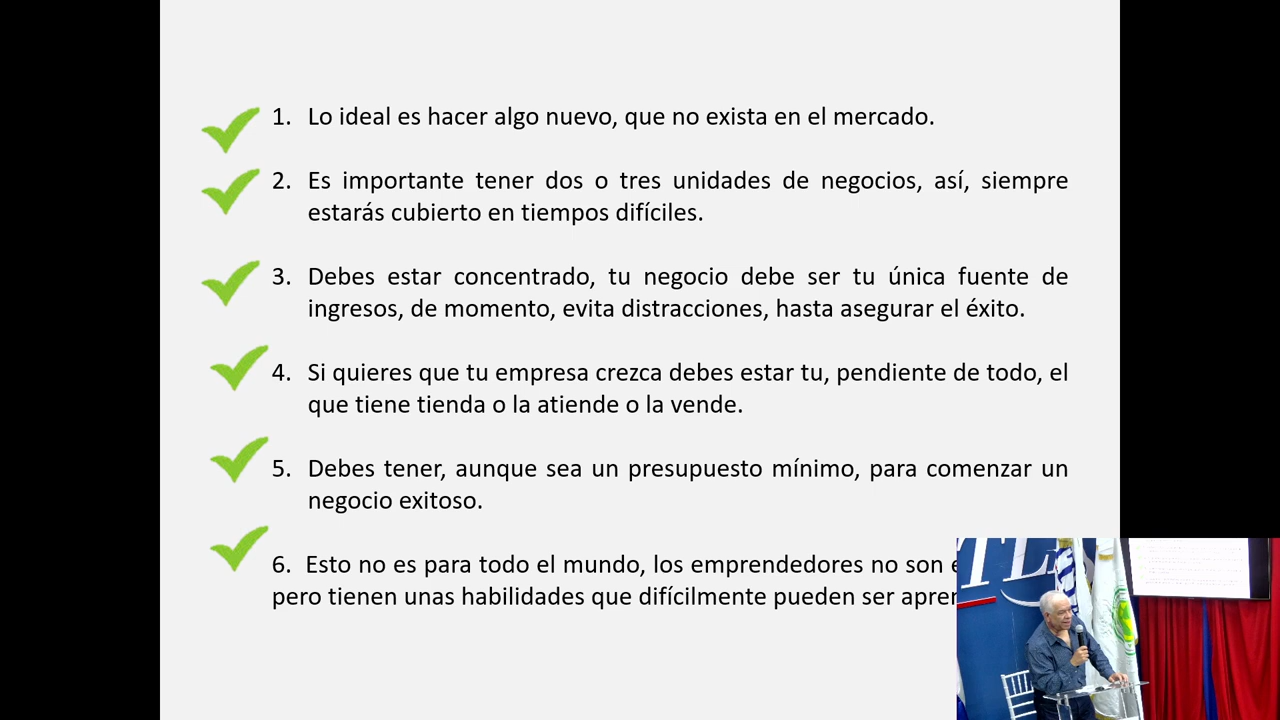 1. Lo ideal es hacer algo nuevo, que no exista en el mercado.
2. Es importante tener dos o tres unidades de negocios, así, siempre
estarás cubierto en tiempos difíciles.
3. Debes estar concentrado, tu negocio debe ser tu única fuente de
ingresos, de momento, evita distracciones, hasta asegurar el éxito.
4. Si quieres que tu empresa crezca debes estar tu, pendiente de todo, el
que tiene tienda o la atiende o la vende.
5. Debes tener, aunque sea un presupuesto mínimo, para comenzar un
negocio exitoso.
6. Esto no es para todo el mundo, los emprendedores no son
pero tienen unas habilidades que difícilmente pueden ser